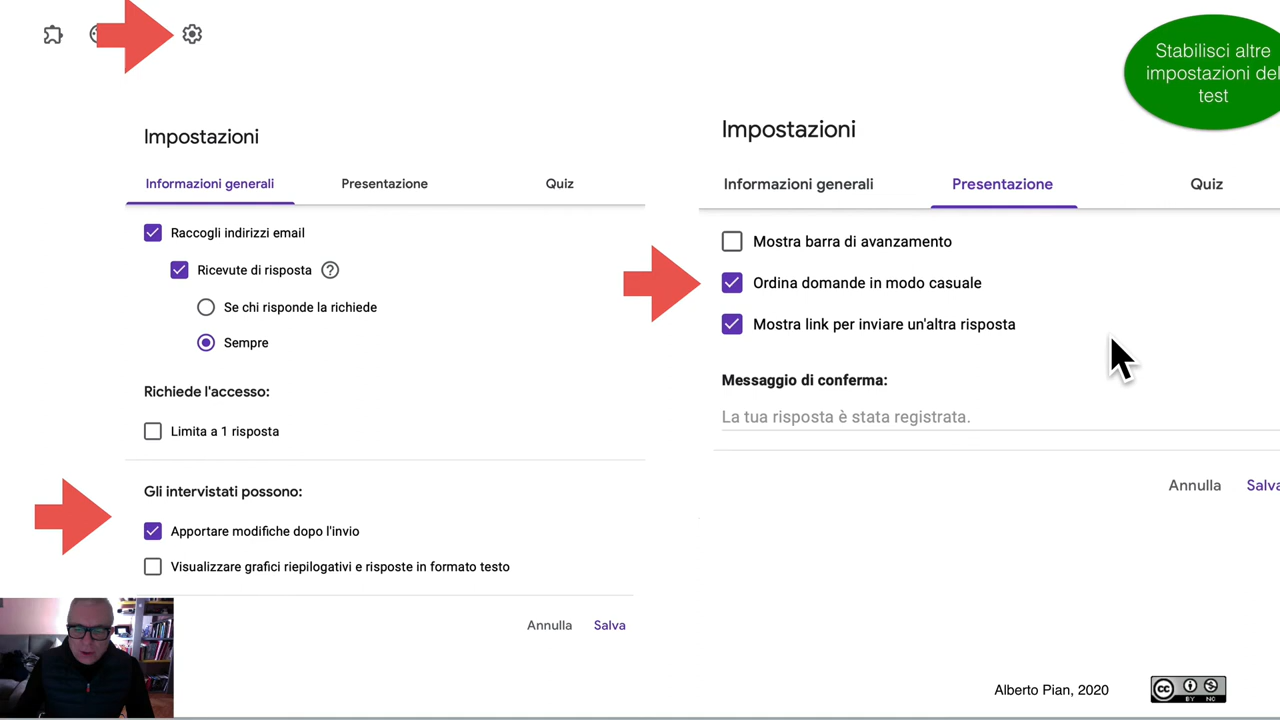 Stabilisci altre
impostazioni del
test
Impostazioni
Informazioni generali Presentazione Quiz
Raccogli indirizzi email
Ricevute di risposta ?
Se chi risponde la richiede
Sempre
Richiede l'accesso:
Limita a 1 risposta
Gli intervistati possono:
Apportare modifiche dopo l'invio
Visualizzare grafici riepilogativi e risposte in formato testo
Annulla Salva
Impostazioni
Informazioni generali Presentazione Quiz
Mostra barra di avanzamento
Ordina domande in modo casuale
Mostra link per inviare un'altra risposta
Messaggio di conferma:
La tua risposta è stata registrata.
Annulla Salva
Alberto Pian, 2020
cc BY NC